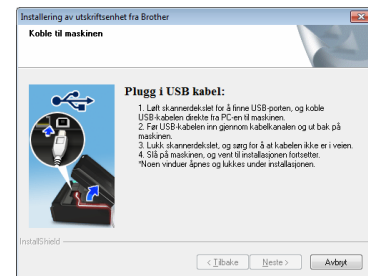 Installering av utskriftsenhet fra Brother
Koble til maskinen
Plugg i USB kabel:
1. Løft skannerdekslet for å finne USB-porten, og koble
USB-kabelen direkte fra PC-en til maskinen.
2. Før USB-kabelen inn gjennom kabelkanalen og ut bak på
maskinen.
3. Lukk skannerdekslet, og sørg for å at kabelen ikke er i veien.
4. Slå på maskinen, og vent til installasjonen fortsetter.
*Noen vinduer åpnes og lukkes under installasjonen.
InstallShield
< Tilbake Neste > Avbryt